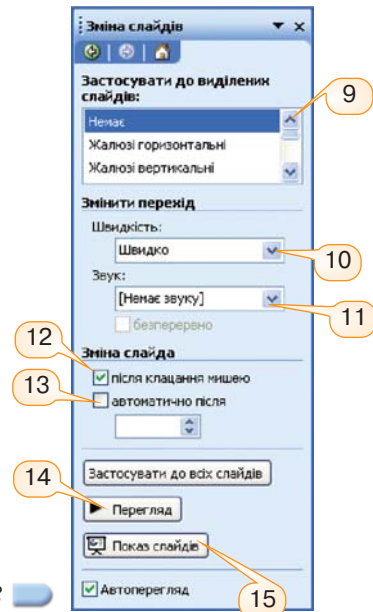 Зміна слайдів
Застосувати до виділених
слайдів:
9
Немає
Жалюзі горизонтальні
Жалюзі вертикальні
Змінити перехід
Швидкість:
Швидко
10
Звук:
[Немає звуку]
11
безперервно
12
Зміна слайда
після клацання мишею
13
автоматично після
Застосувати до всіх слайдів
14
Перегляд
Показ слайдів
15
Автоперегляд